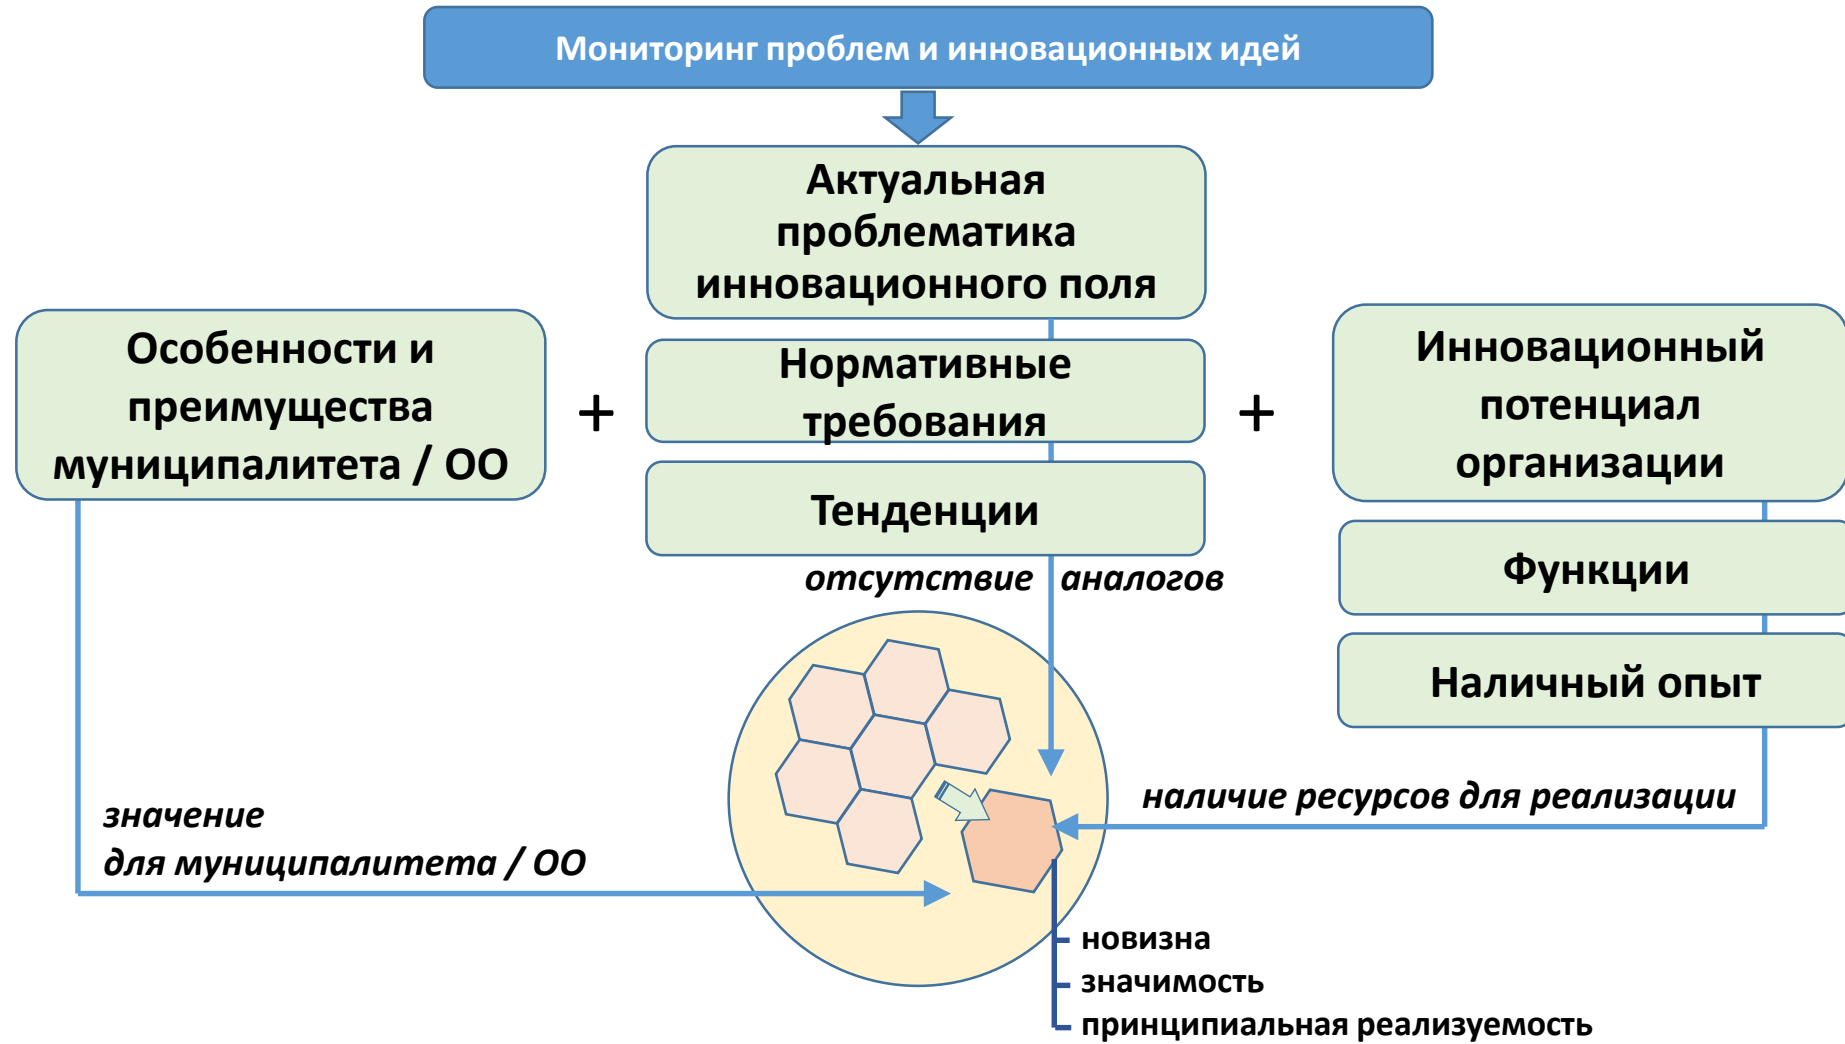 Мониторинг проблем и инновационных идей
Актуальная
проблематика
инновационного поля
Особенности и
преимущества
муниципалитета / ОО
+
Нормативные
требования
+
Инновационный
потенциал
организации
Тенденции
Функции
Наличный опыт
отсутствие аналогов
значение
для муниципалитета / ОО
наличие ресурсов для реализации
новизна
значимость
принципиальная реализуемость